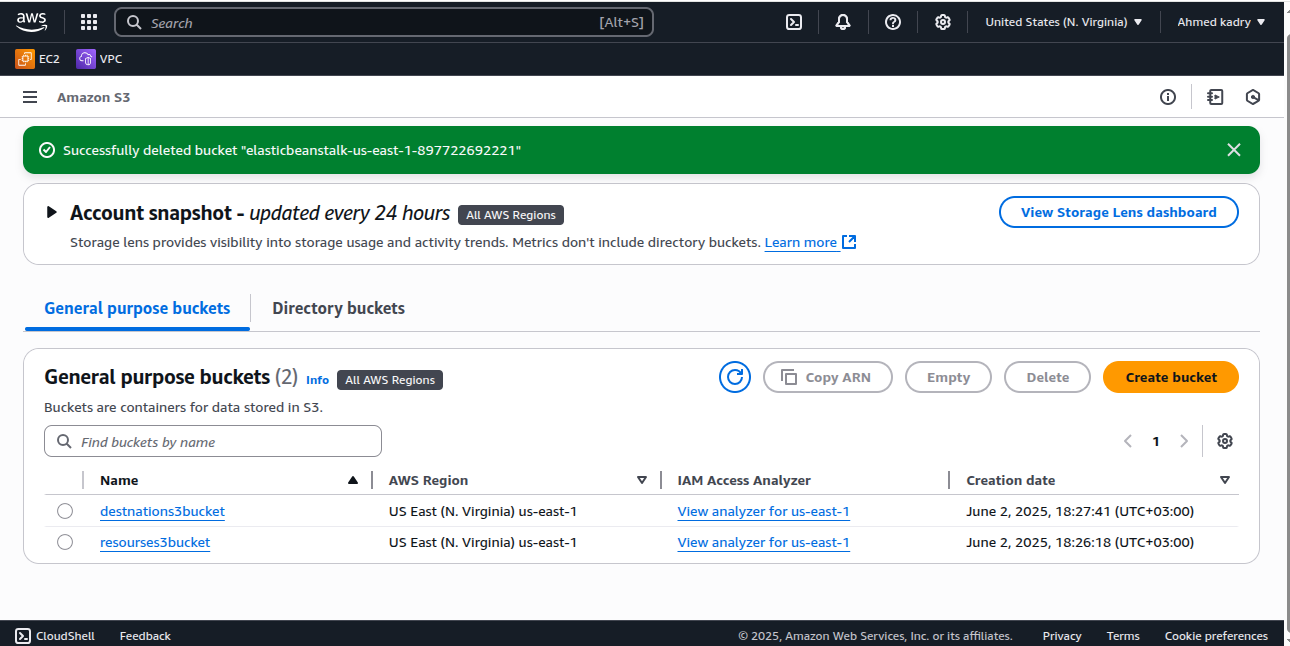 aws
Search
[Alt+S]
United States (N. Virginia)
Ahmed kadry
EC2
VPC
Amazon S3
Successfully deleted bucket "elasticbeanstalk-us-east-1-897722692221"
Account snapshot - updated every 24 hours All AWS Regions
View Storage Lens dashboard
Storage lens provides visibility into storage usage and activity trends. Metrics don't include directory buckets. Learn more
General purpose buckets
Directory buckets
General purpose buckets (2) Info All AWS Regions
Copy ARN
Empty
Delete
Create bucket
Buckets are containers for data stored in S3.
Find buckets by name
1
Name AWS Region IAM Access Analyzer Creation date
destnations3bucket US East (N. Virginia) us-east-1 View analyzer for us-east-1 June 2, 2025, 18:27:41 (UTC+03:00)
resourses3bucket US East (N. Virginia) us-east-1 View analyzer for us-east-1 June 2, 2025, 18:26:18 (UTC+03:00)
CloudShell Feedback © 2025, Amazon Web Services, Inc. or its affiliates. Privacy Terms Cookie preferences